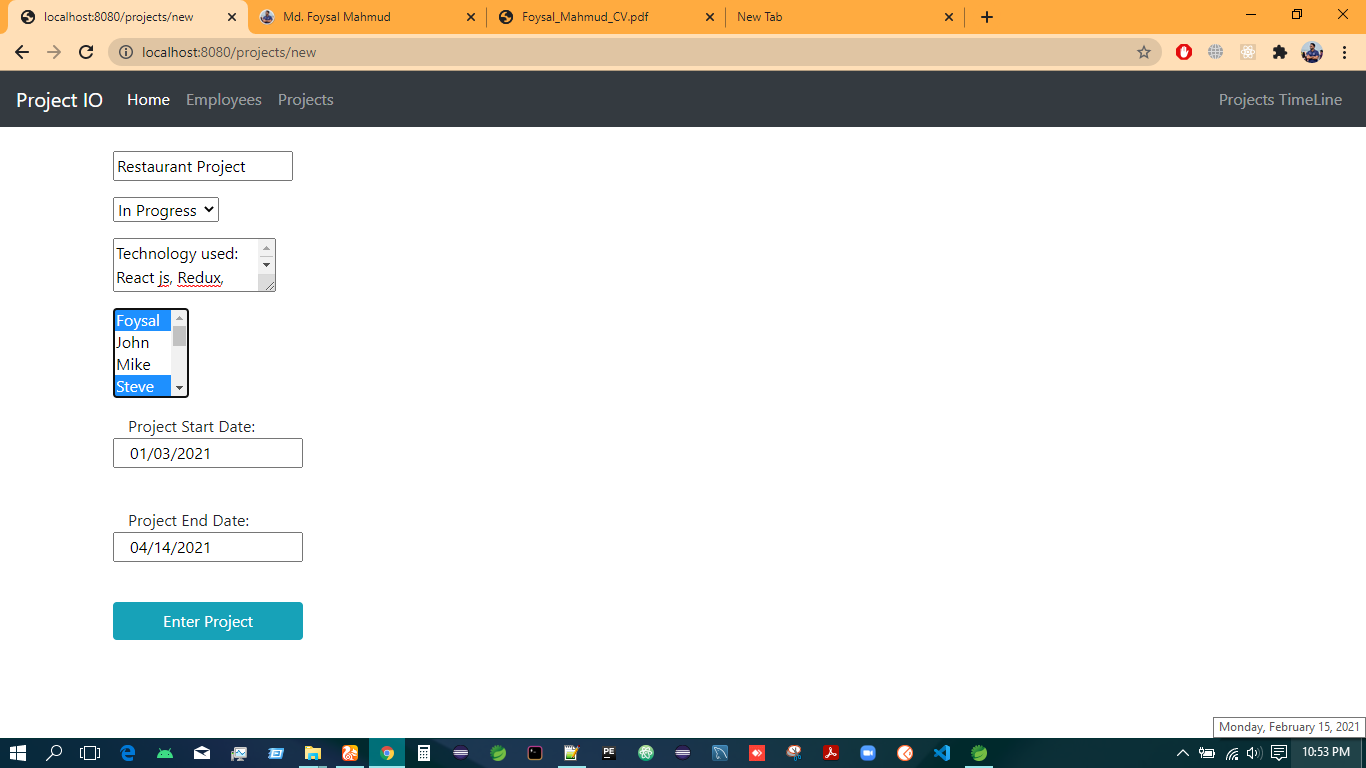 localhost:8080/projects/new
Md. Foysal Mahmud
Foysal_Mahmud_CV.pdf
New Tab
localhost:8080/projects/new
Project IO Home Employees Projects Projects TimeLine
Restaurant Project
In Progress
Technology used:
React js, Redux,
Foysal
John
Mike
Steve
Project Start Date:
01/03/2021
Project End Date:
04/14/2021
Enter Project
Monday, February 15, 2021
PE
10:53 PM